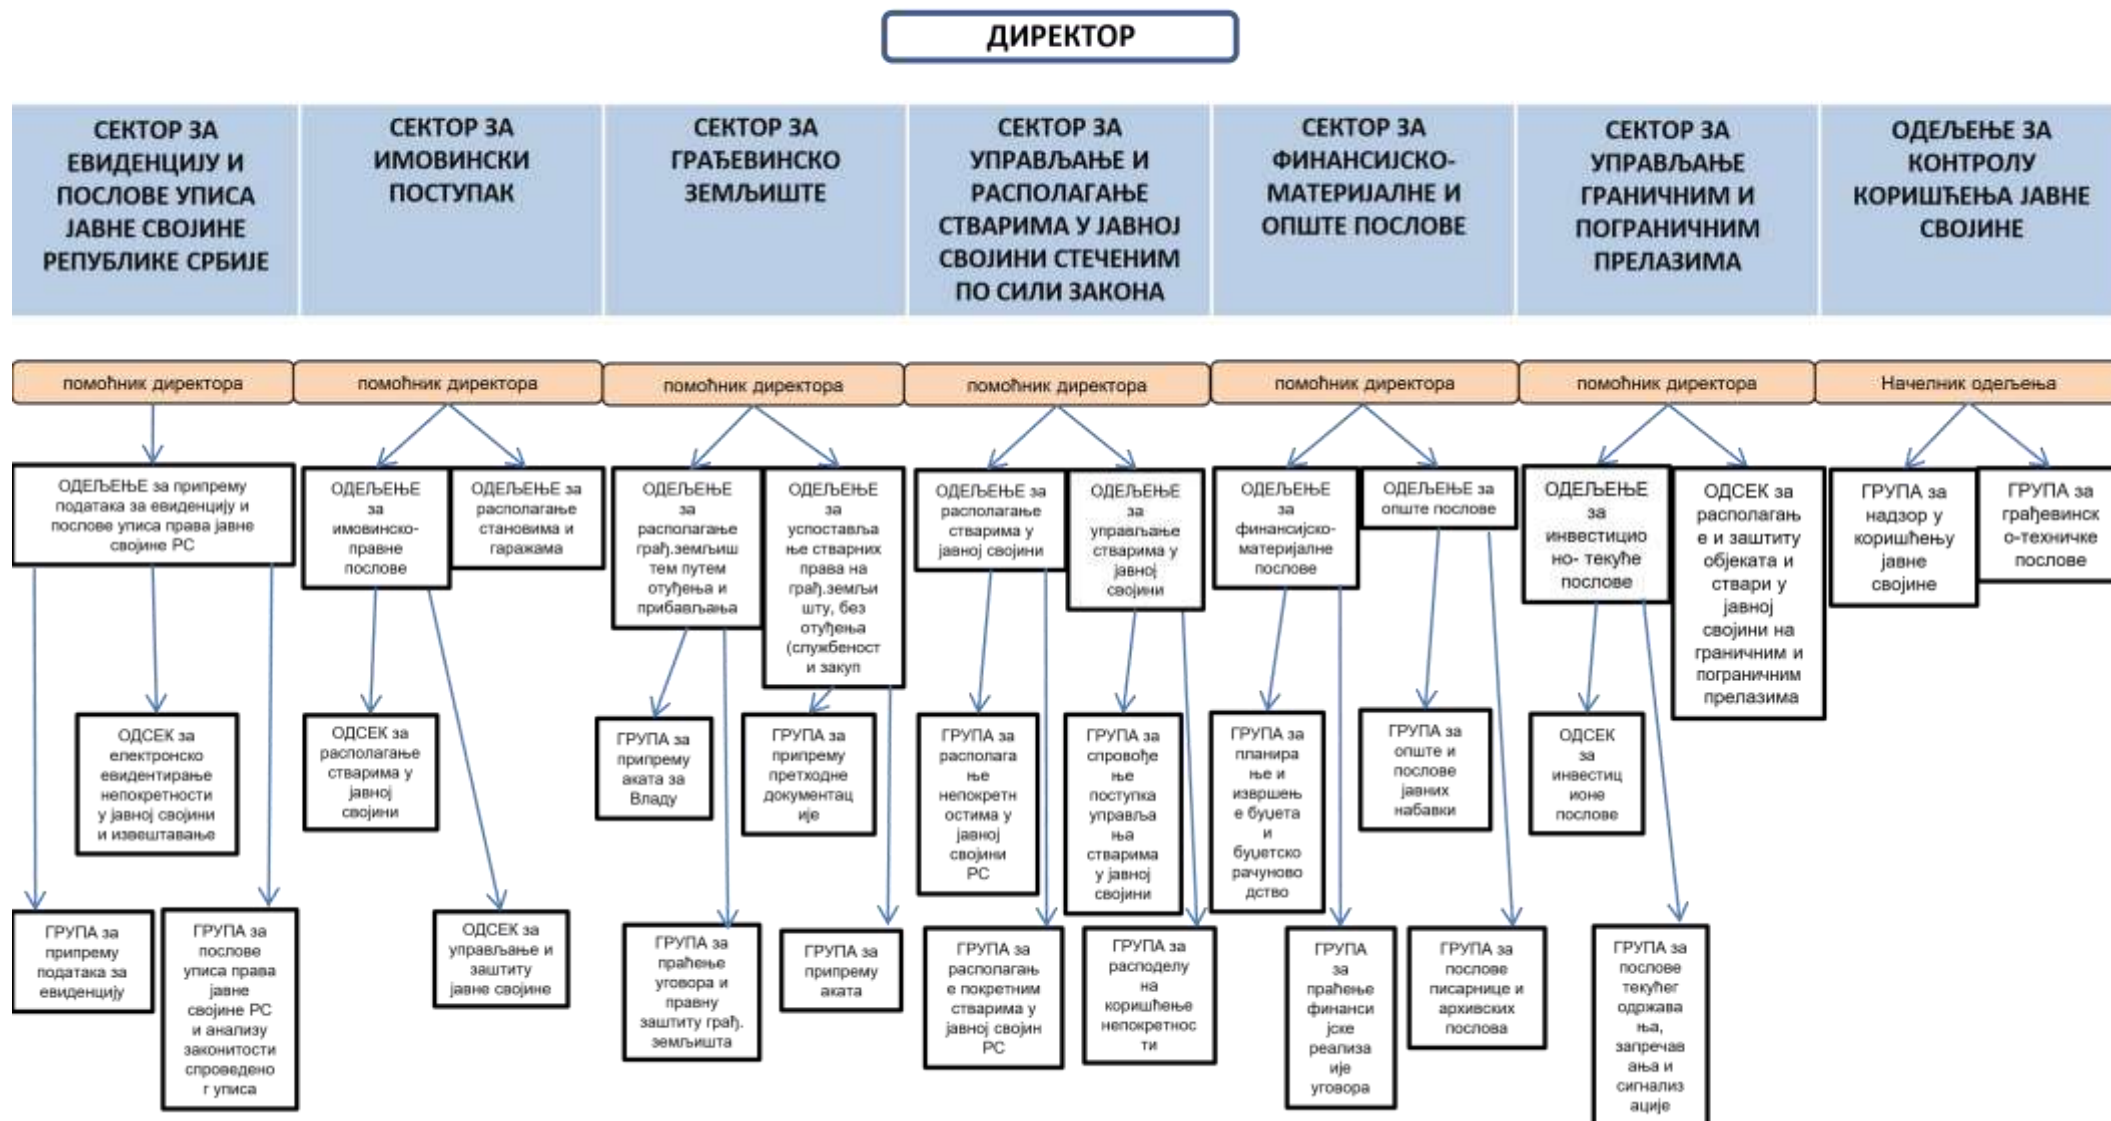 ДИРЕКТОР
СЕКТОР ЗА
ЕВИДЕНЦИЈУ И
ПОСЛОВЕ УПИСА
ЈАВНЕ СВОЈИНЕ
РЕПУБЛИКЕ СРБИЈЕ
СЕКТОР ЗА
ИМОВИНСКИ
ПОСТУПАК
СЕКТОР ЗА
ГРАЂЕВИНСКО
ЗЕМЉИШТЕ
СЕКТОР ЗА
УПРАВЉАЊЕ И
РАСПОЛАГАЊЕ
СТВАРИМА У ЈАВНОЈ
СВОЈИНИ СТЕЧЕНИМ
ПО СИЛИ ЗАКОНА
СЕКТОР ЗА
ФИНАНСИЈСКО-
МАТЕРИЈАЛНЕ И
ОПШТЕ ПОСЛОВЕ
СЕКТОР ЗА
УПРАВЉАЊЕ
ГРАНИЧНИМ И
ПОГРАНИЧНИМ
ПРЕЛАЗИМА
ОДЕЉЕЊЕ ЗА
КОНТРОЛУ
КОРИШЋЕЊА ЈАВНЕ
СВОЈИНЕ
помоћник директора
помоћник директора
помоћник директора
помоћник директора
помоћник директора
помоћник директора
Начелник одељења
ОДЕЉЕЊЕ за припрему
података за евиденцију и
послове уписа права јавне
својине РС
ОДЕЉЕЊЕ
за
имовинско-
правне
послове
ОДЕЉЕЊЕ за
располагање
становима и
гаражама
ОДЕЉЕЊЕ
за
располагање
грађ.земљиш
тем путем
отуђења и
прибављања
ОДЕЉЕЊЕ
за
успоставља
ње стварних
права на
грађ.земљи
шту, без
отуђења
(службеност
и закуп
ОДЕЉЕЊЕ за
располагање
стварима у
јавној својини
ОДЕЉЕЊЕ
за
управљање
стварима у
јавној
својини
ОДЕЉЕЊЕ
за
финансијско-
материјалне
послове
ОДЕЉЕЊЕ за
опште послове
ОДЕЉЕЊЕ
за
инвестицио
но- текуће
послове
ОДСЕК за
располагањ
е и заштиту
објеката и
ствари у
јавној
својини на
граничним и
пограничним
прелазима
ГРУПА за
надзор у
коришћењу
јавне
својине
ГРУПА за
грађевинск
о-техничке
послове
ОДСЕК за
електронско
евидентирање
непокретности
у јавној својини
и извештавање
ОДСЕК за
располагање
стварима у
јавној
својини
ГРУПА за
припрему
аката за
Владу
ГРУПА за
припрему
претходне
документац
ије
ГРУПА за
располага
ње
непокретн
остима у
јавној
својини
РС
ГРУПА за
спровође
ње
поступка
управља
ња
стварима
у јавној
својини
ГРУПА за
планира
ње и
извршењ
е буџета
и
буџетско
рачуново
дство
ГРУПА за
опште и
послове
јавних
набавки
ОДСЕК
за
инвестиц
ионе
послове
ГРУПА за
припрему
података за
евиденцију
ГРУПА за
послове
уписа права
јавне
својине РС
и анализу
законитости
спроведено
г уписа
ОДСЕК за
управљање и
заштиту
јавне својине
ГРУПА за
праћење
уговора и
правну
заштиту грађ.
земљишта
ГРУПА за
припрему
аката
ГРУПА за
располагањ
е покретним
стварима у
јавној својин
РС
ГРУПА за
расподелу
на
коришћење
непокретнос
ти
ГРУПА
за
праћење
финанси
јске
реализа
ије
уговора
ГРУПА за
послове
писарнице и
архивских
послова
ГРУПА за
послове
текућег
одржава
ња,
запречав
ања и
сигнализ
ације